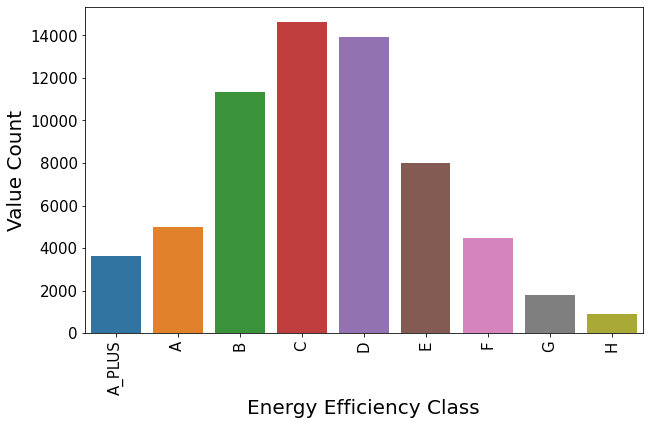 14000
12000
10000
8000
6000
4000
2000
0
Value Count
A_PLUS
A
B
C
D
E
F
G
H
Energy Efficiency Class